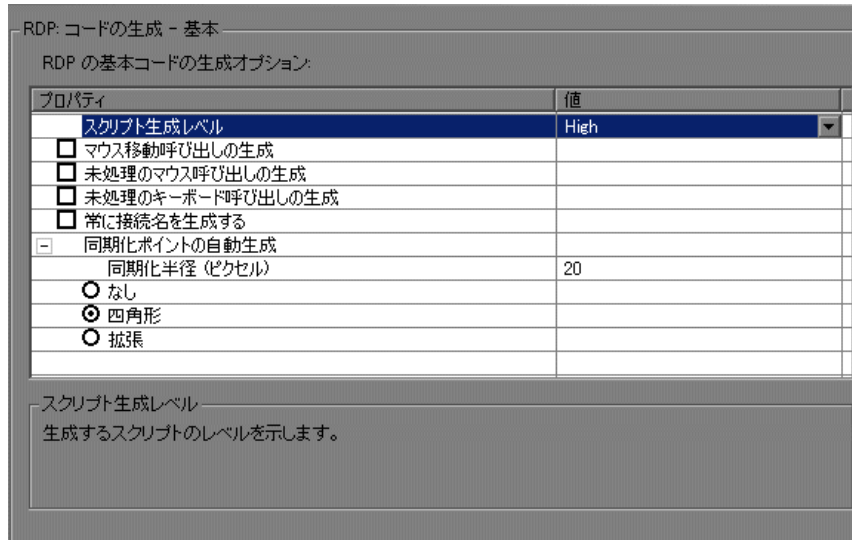 RDP: コードの生成 - 基本
RDP の基本コードの生成オプション:
プロパティ 値
スクリプト生成レベル High
マウス移動呼び出しの生成
未処理のマウス呼び出しの生成
未処理のキーボード呼び出しの生成
常に接続名を生成する
同期化ポイントの自動生成
同期化半径 (ピクセル) 20
なし
四角形
拡張
スクリプト生成レベル
生成するスクリプトのレベルを示します。